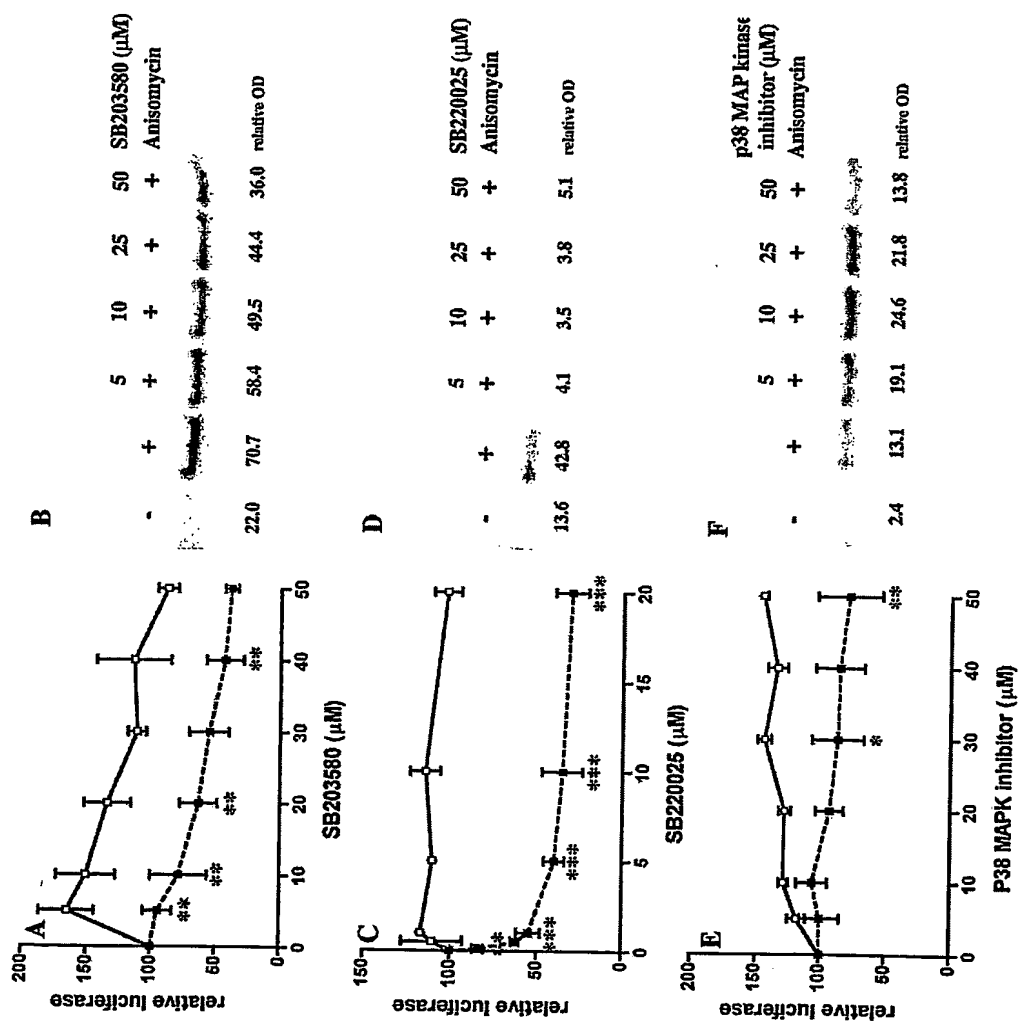 A
relative luciferase
200
150
100
50
0
0 10 20 30 40 50
SB203580 (μM)
** ** ** **
B
5 10 25 50 SB203580 (μM)
- + + + + + Anisomycin
22.0 70.7 58.4 49.5 44.4 36.0 relative OD
C
relative luciferase
150
100
50
0
0 5 10 15 20
SB220025 (μM)
*** *** *** ***
D
5 10 25 50 SB220025 (μM)
- + + + + + Anisomycin
13.6 42.8 4.1 3.5 3.8 5.1 relative OD
E
relative luciferase
200
150
100
50
0
0 10 20 30 40 50
P38 MAPK inhibitor (μM)
* **
F
p38 MAP kinase
5 10 25 50 inhibitor (μM)
- + + + + + Anisomycin
2.4 13.1 19.1 24.6 21.8 13.8 relative OD